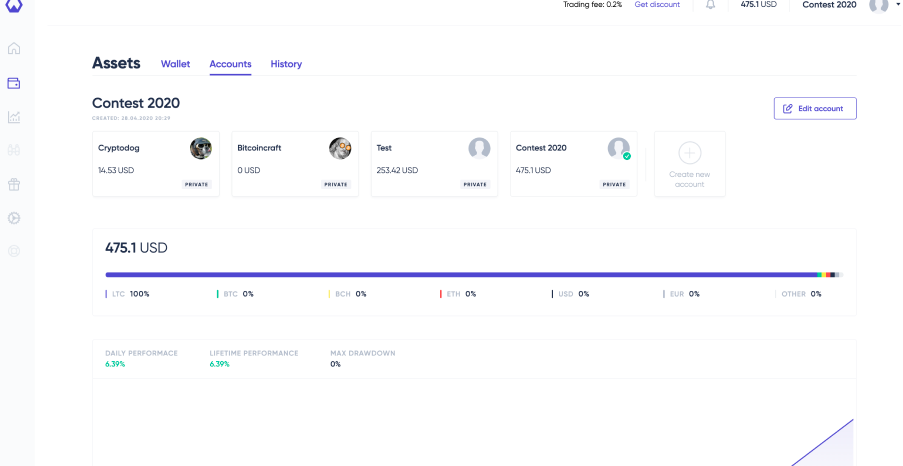 Trading fee: 0.2% Get discount 475.1 USD Contest 2020
Assets Wallet Accounts History
Contest 2020
CREATED: 28.04.2020 20:29
Edit account
Cryptodog
14.53 USD
PRIVATE
Bitcoincraft
0 USD
PRIVATE
Test
253.42 USD
PRIVATE
Contest 2020
475.1 USD
PRIVATE
Create new
account
475.1 USD
LTC 100% BTC 0% BCH 0% ETH 0% USD 0% EUR 0% OTHER 0%
DAILY PERFORMACE LIFETIME PERFORMANCE MAX DRAWDOWN
6.39% 6.39% 0%